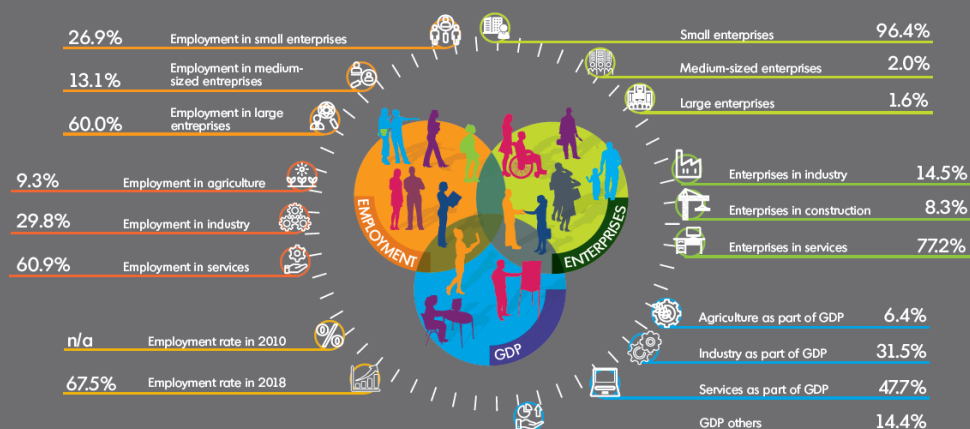 26.9% Employment in small enterprises
13.1% Employment in medium-
sized entreprises
60.0% Employment in large
entreprises
9.3% Employment in agriculture
29.8% Employment in industry
60.9% Employment in services
n/a Employment rate in 2010
67.5% Employment rate in 2018
EMPLOYMENT
ENTERPRISES
GDP
Small enterprises 96.4%
Medium-sized enterprises 2.0%
Large enterprises 1.6%
Enterprises in industry 14.5%
Enterprises in construction 8.3%
Enterprises in services 77.2%
Agriculture as part of GDP 6.4%
Industry as part of GDP 31.5%
Services as part of GDP 47.7%
GDP others 14.4%